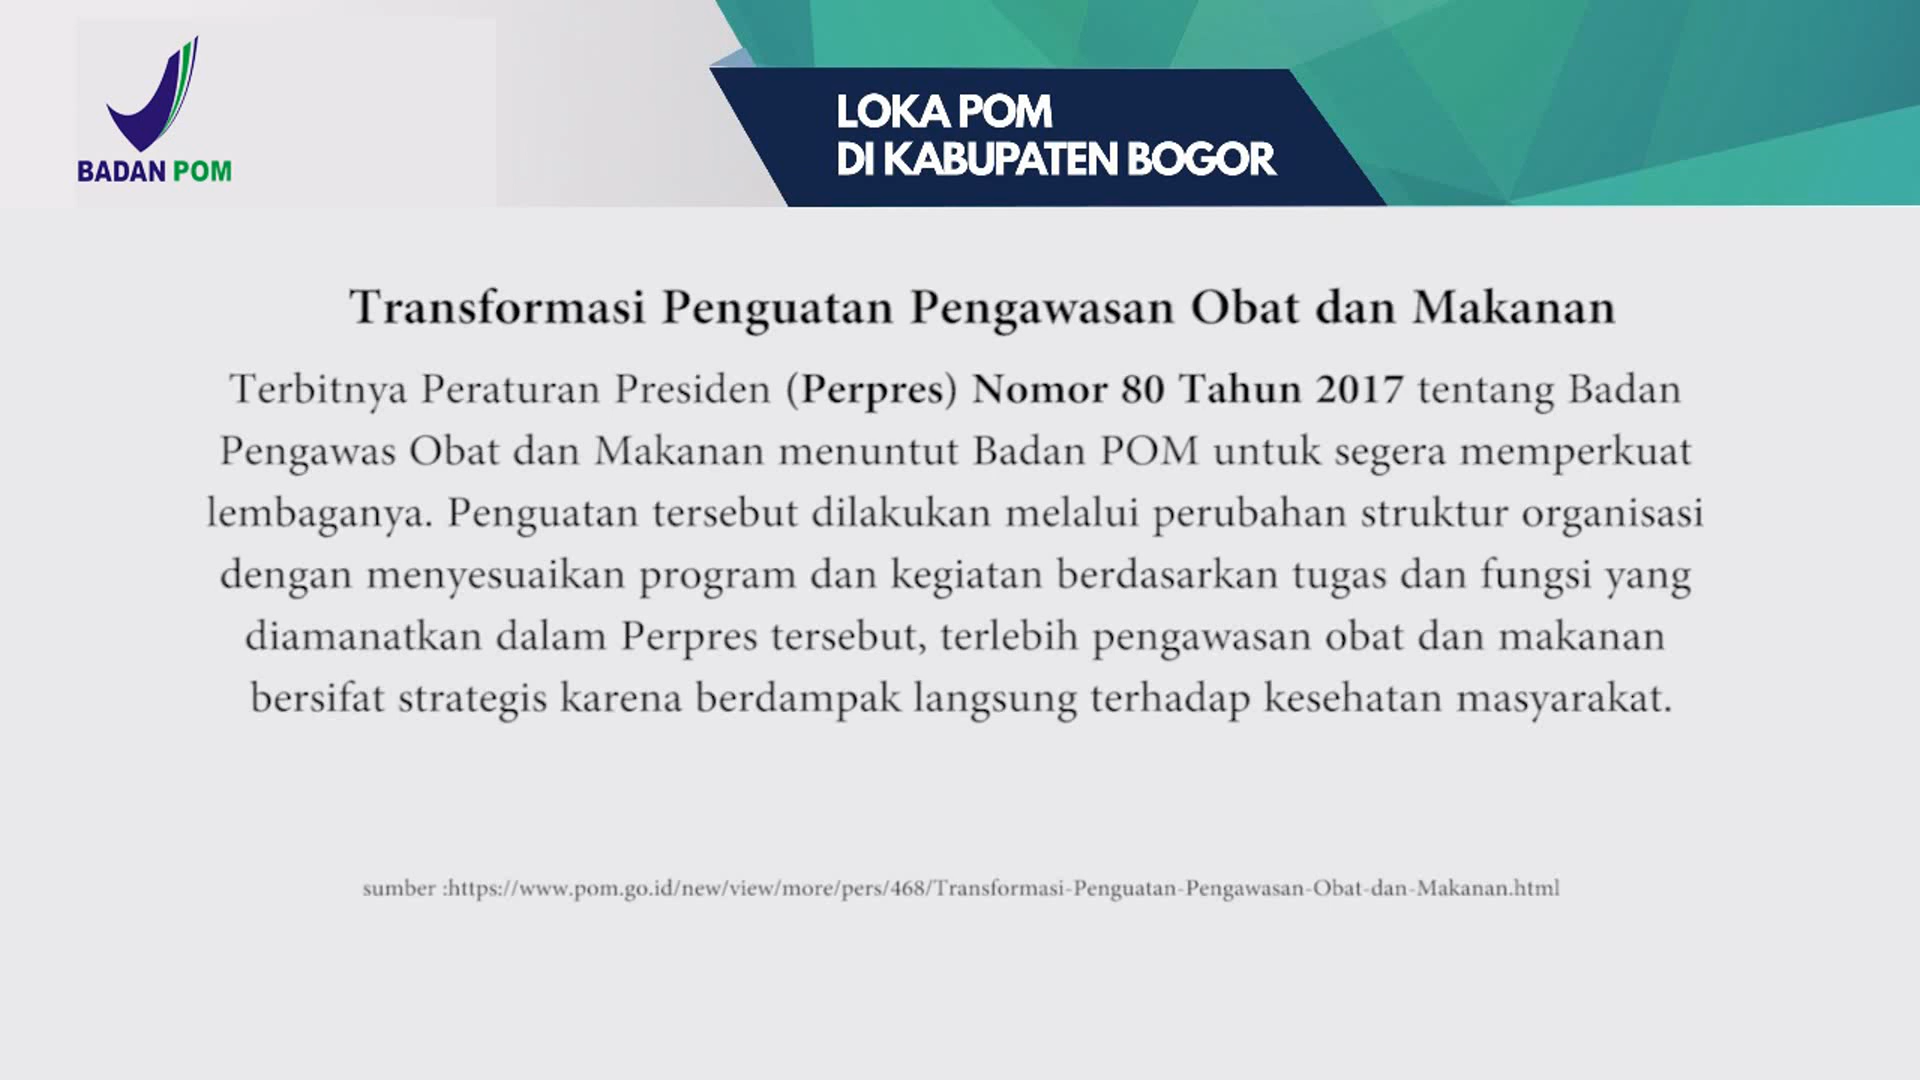 BADAN POM
LOKA POM
DI KABUPATEN BOGOR
Transformasi Penguatan Pengawasan Obat dan Makanan
Terbitnya Peraturan Presiden (Perpres) Nomor 80 Tahun 2017 tentang Badan
Pengawas Obat dan Makanan menuntut Badan POM untuk segera memperkuat
lembaganya. Penguatan tersebut dilakukan melalui perubahan struktur organisasi
dengan menyesuaikan program dan kegiatan berdasarkan tugas dan fungsi yang
diamanatkan dalam Perpres tersebut, terlebih pengawasan obat dan makanan
bersifat strategis karena berdampak langsung terhadap kesehatan masyarakat.
sumber :https://www.pom.go.id/new/view/more/pers/468/Transformasi-Penguatan-Pengawasan-Obat-dan-Makanan.html